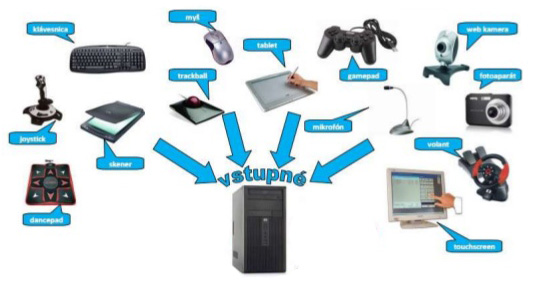 myš
klávesnica
web kamera
tablet
trackball
gamepad
fotoaparát
mikrofón
joystick
skener
volant
vstupné
dancepad
touchscreen